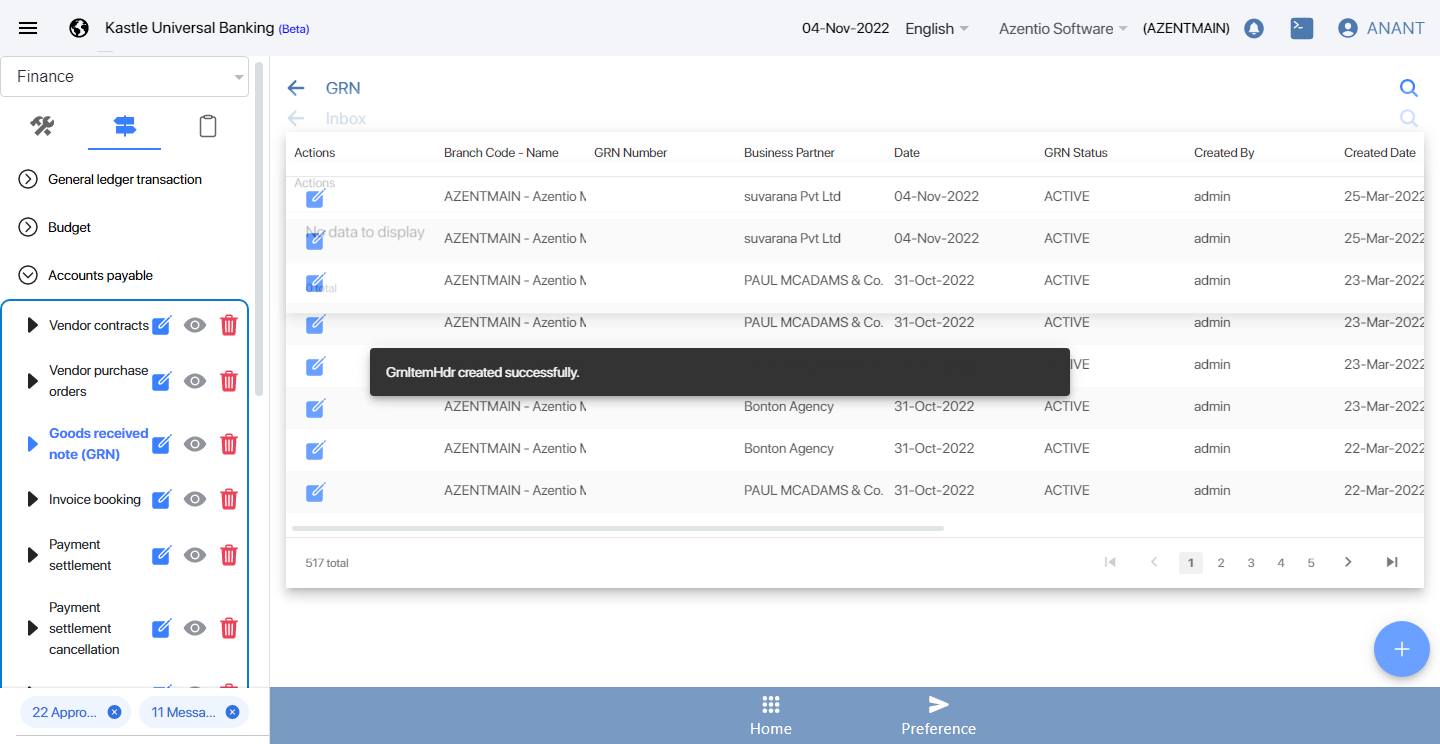 Kastle Universal Banking (Beta)
04-Nov-2022 English Azentio Software (AZENTMAIN) ANANT
Finance
General ledger transaction
Budget
Accounts payable
Vendor contracts
Vendor purchase
orders
Goods received
note (GRN)
Invoice booking
Payment
settlement
Payment
settlement
cancellation
22 Appro... 11 Messa...
GRN
Inbox
Actions Branch Code - Name GRN Number Business Partner Date GRN Status Created By Created Date
Actions
AZENTMAIN - Azentio M suvarana Pvt Ltd 04-Nov-2022 ACTIVE admin 25-Mar-2022
No data to display
AZENTMAIN - Azentio M suvarana Pvt Ltd 04-Nov-2022 ACTIVE admin 25-Mar-2022
AZENTMAIN - Azentio M PAUL MCADAMS & Co. 31-Oct-2022 ACTIVE admin 23-Mar-2022
0 total
AZENTMAIN - Azentio M PAUL MCADAMS & Co. 31-Oct-2022 ACTIVE admin 23-Mar-2022
admin 23-Mar-2022
GrnItemHdr created successfully.
AZENTMAIN - Azentio M Bonton Agency 31-Oct-2022 ACTIVE admin 23-Mar-2022
AZENTMAIN - Azentio M Bonton Agency 31-Oct-2022 ACTIVE admin 22-Mar-2022
AZENTMAIN - Azentio M PAUL MCADAMS & Co. 31-Oct-2022 ACTIVE admin 22-Mar-2022
517 total
1 2 3 4 5
Home Preference